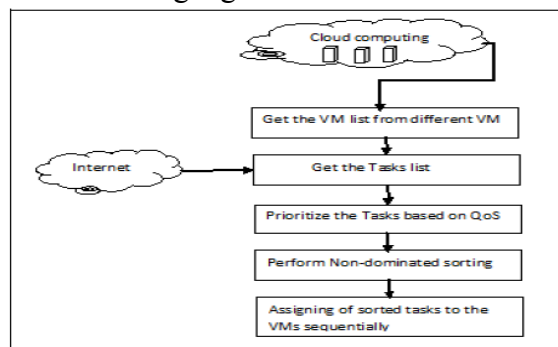 Cloud computing
Get the VM list from different VM
Internet
Get the Tasks list
Prioritize the Tasks based on QoS
Perform Non-dominated sorting
Assigning of sorted tasks to the
VMs sequentially